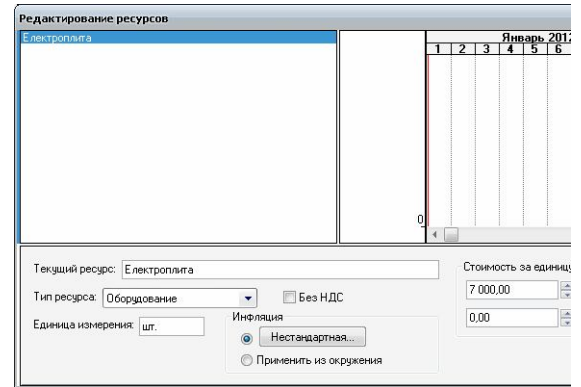 Редактирование ресурсов
Електроплита
Январь 2012
1 2 3 4 5 6
0
Текущий ресурс: Електроплита
Тип ресурса: Оборудование
Без НДС
Единица измерения: шт.
Инфляция
Нестандартная...
Применить из окружения
Стоимость за единицу
7 000,00
0,00